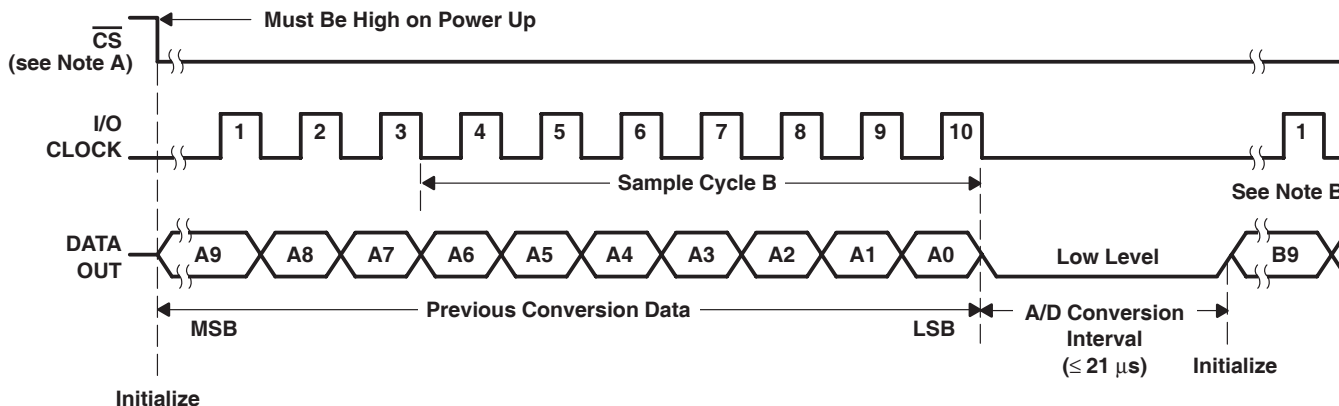 Must Be High on Power Up
CS
(see Note A)
I/O
CLOCK
1 2 3 4 5 6 7 8 9 10 1
Sample Cycle B
See Note B
DATA
OUT
A9 A8 A7 A6 A5 A4 A3 A2 A1 A0 Low Level B9
Previous Conversion Data
MSB LSB
A/D Conversion
Interval
(≤ 21 μs)
Initialize
Initialize